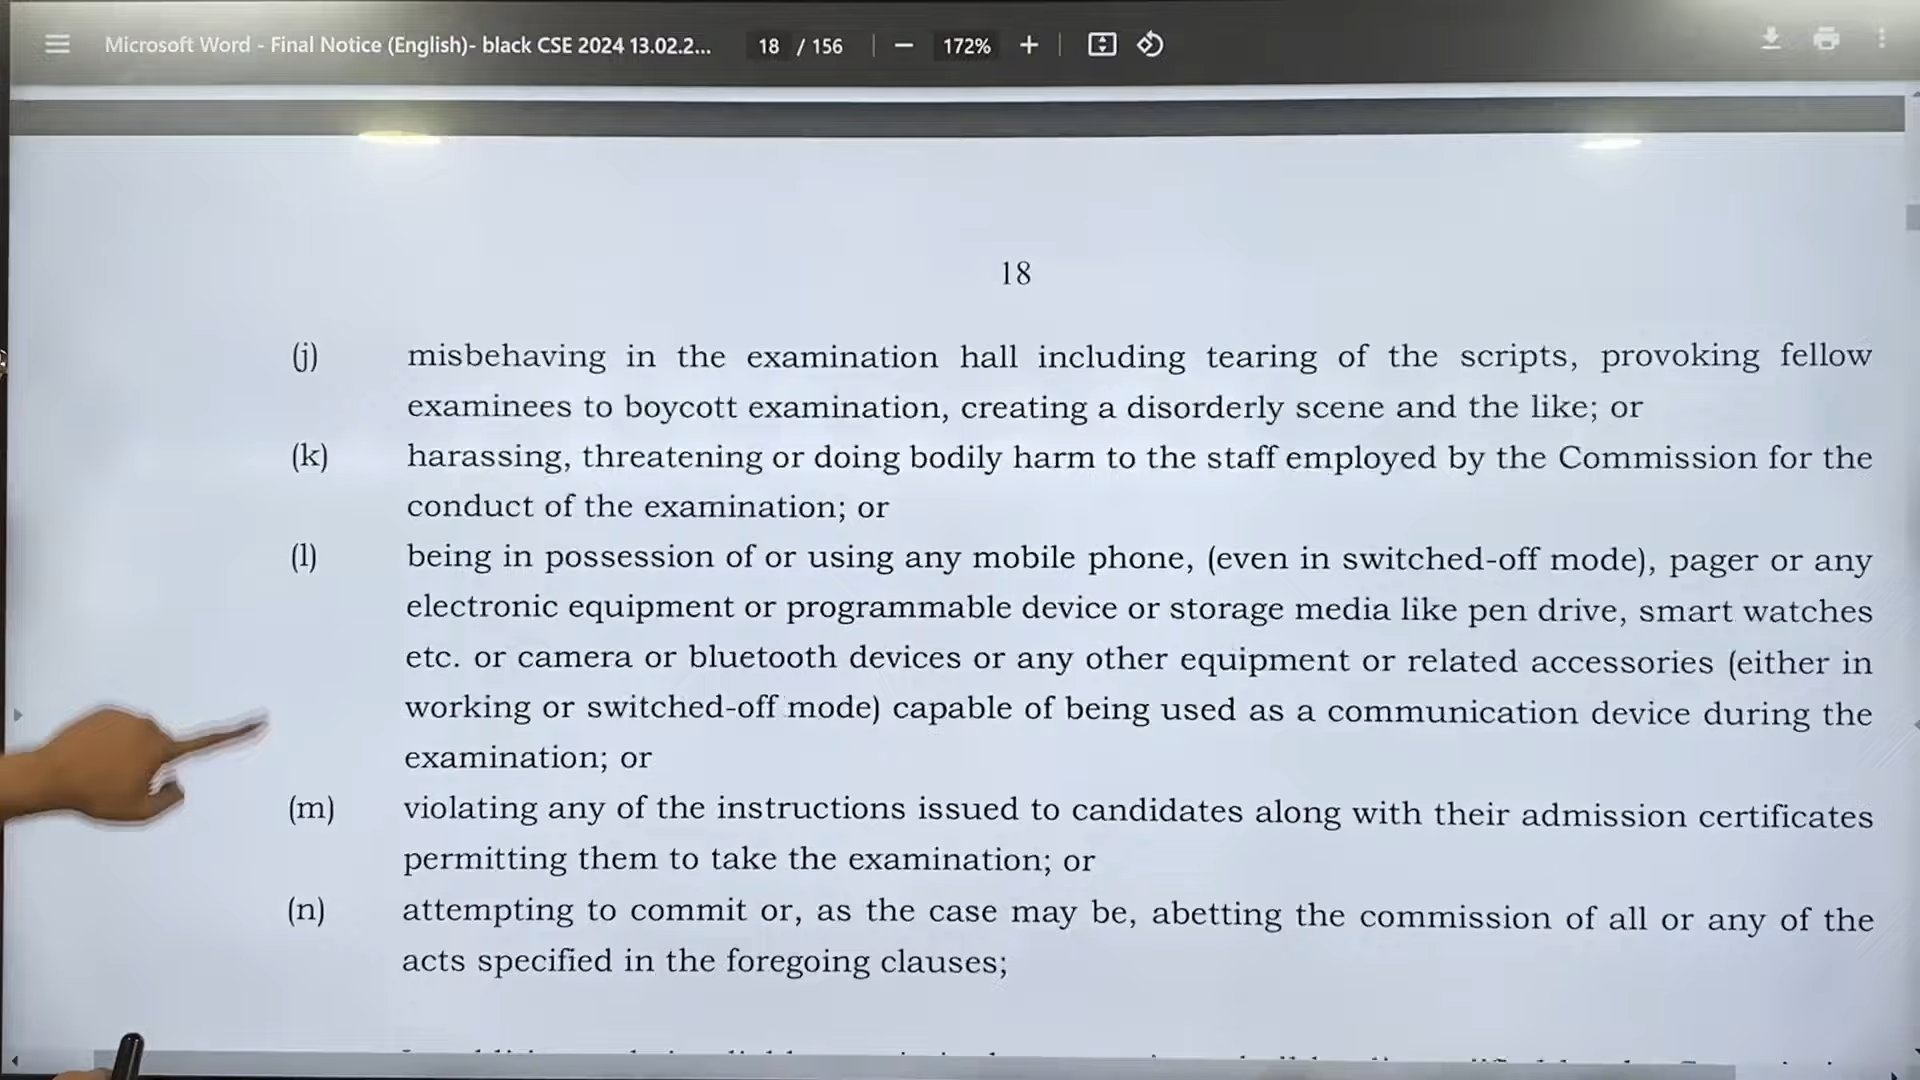 Microsoft Word - Final Notice (English)- black CSE 2024 13.02.2... 18 / 156 172%
18
(j) misbehaving in the examination hall including tearing of the scripts, provoking fellow
examinees to boycott examination, creating a disorderly scene and the like; or
(k) harassing, threatening or doing bodily harm to the staff employed by the Commission for the
conduct of the examination; or
(l) being in possession of or using any mobile phone, (even in switched-off mode), pager or any
electronic equipment or programmable device or storage media like pen drive, smart watches
etc. or camera or bluetooth devices or any other equipment or related accessories (either in
working or switched-off mode) capable of being used as a communication device during the
examination; or
(m) violating any of the instructions issued to candidates along with their admission certificates
permitting them to take the examination; or
(n) attempting to commit or, as the case may be, abetting the commission of all or any of the
acts specified in the foregoing clauses;